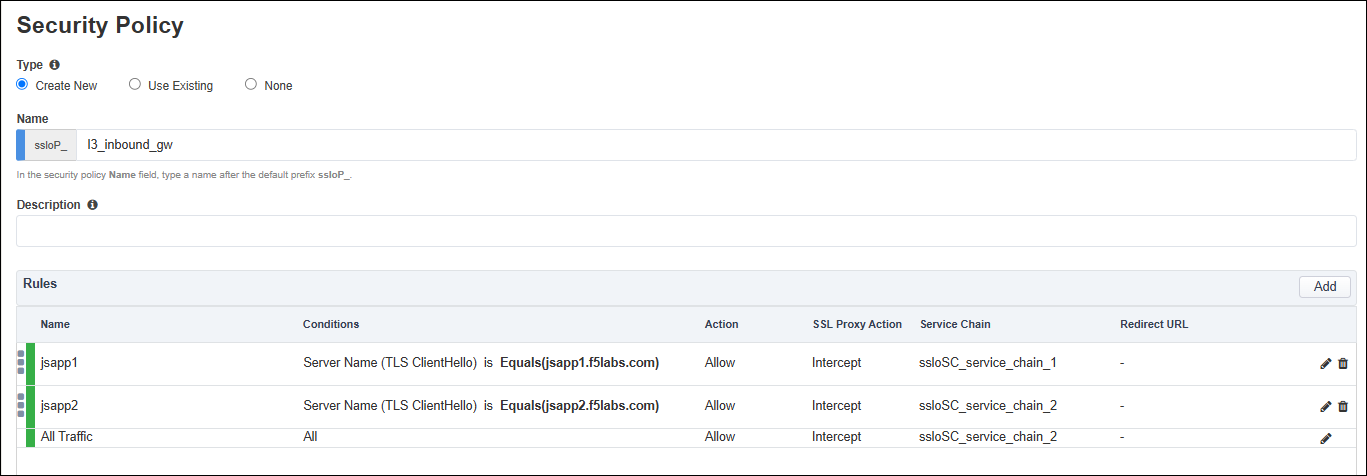 Security Policy
Type
Create New Use Existing None
Name
ssloP_ l3_inbound_gw
In the security policy Name field, type a name after the default prefix ssloP_.
Description
Rules Add
Name Conditions Action SSL Proxy Action Service Chain Redirect URL
jsapp1 Server Name (TLS ClientHello) is Equals(jsapp1.f5labs.com) Allow Intercept ssloSC_service_chain_1 -
jsapp2 Server Name (TLS ClientHello) is Equals(jsapp2.f5labs.com) Allow Intercept ssloSC_service_chain_2 -
All Traffic All Allow Intercept ssloSC_service_chain_2 -